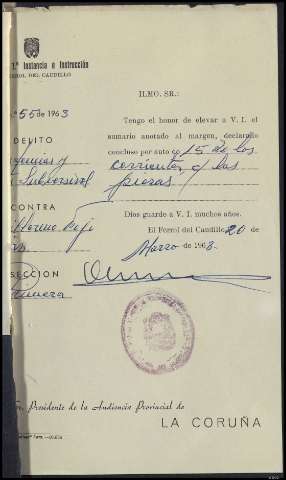 1.ª Instancia e Instrucción
FERROL DEL CAUDILLO
ILMO. SR.:
55 de 1963
Tengo el honor de elevar a V. I. el
sumario anotado al margen, declarado
DELITO
concluso por auto de 15 de los
corrientes y las
piezas
CONTRA
Dios guarde a V. I. muchos años.
El Ferrol del Caudillo 20 de
Marzo de 1963.
SECCION
Primera
Sr. Presidente de la Audiencia Provincial de
LA CORUÑA